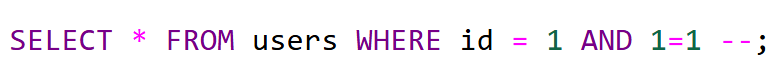 SELECT * FROM users WHERE id = 1 AND 1=1 --;